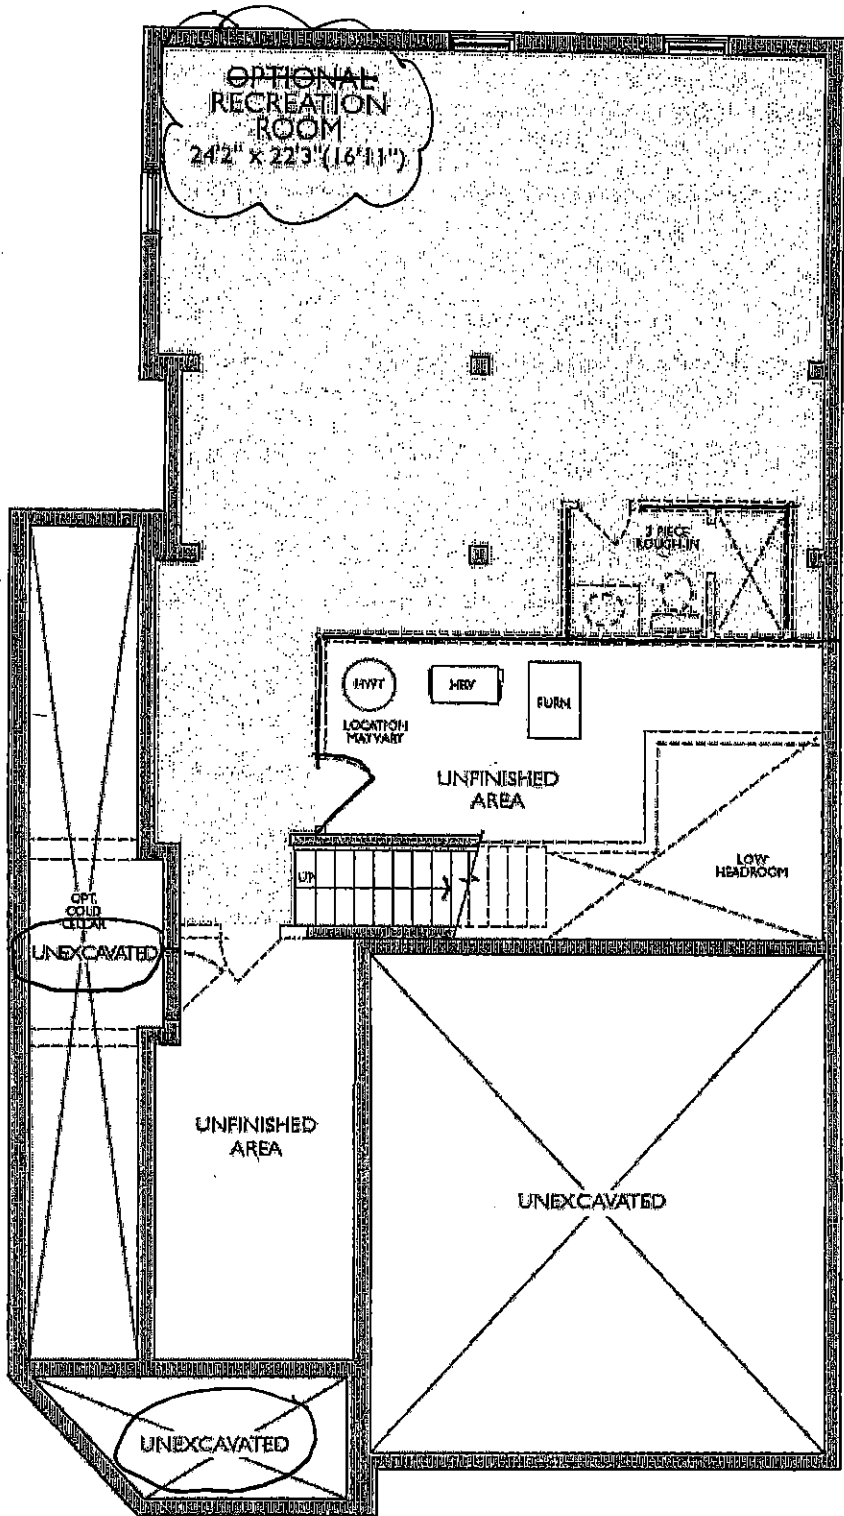 OPTIONAL
RECREATION
ROOM
24'2" x 22'3"(16'11")
3 PIECE
ROUGH-IN
HWT
HRV
FURN
LOCATION
MAY VARY
UNFINISHED
AREA
LOW
HEADROOM
UP
OPT.
COLD
CELLAR
UNEXCAVATED
UNFINISHED
AREA
UNEXCAVATED
UNEXCAVATED